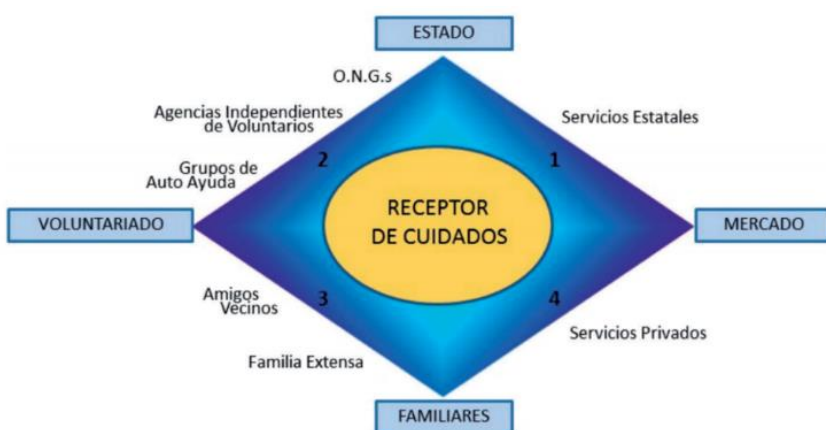 ESTADO
O.N.G.s
Agencias Independientes
de Voluntarios
Servicios Estatales
2
1
Grupos de
Auto Ayuda
RECEPTOR
DE CUIDADOS
VOLUNTARIADO
MERCADO
Amigos
Vecinos
3
4
Servicios Privados
Familia Extensa
FAMILIARES